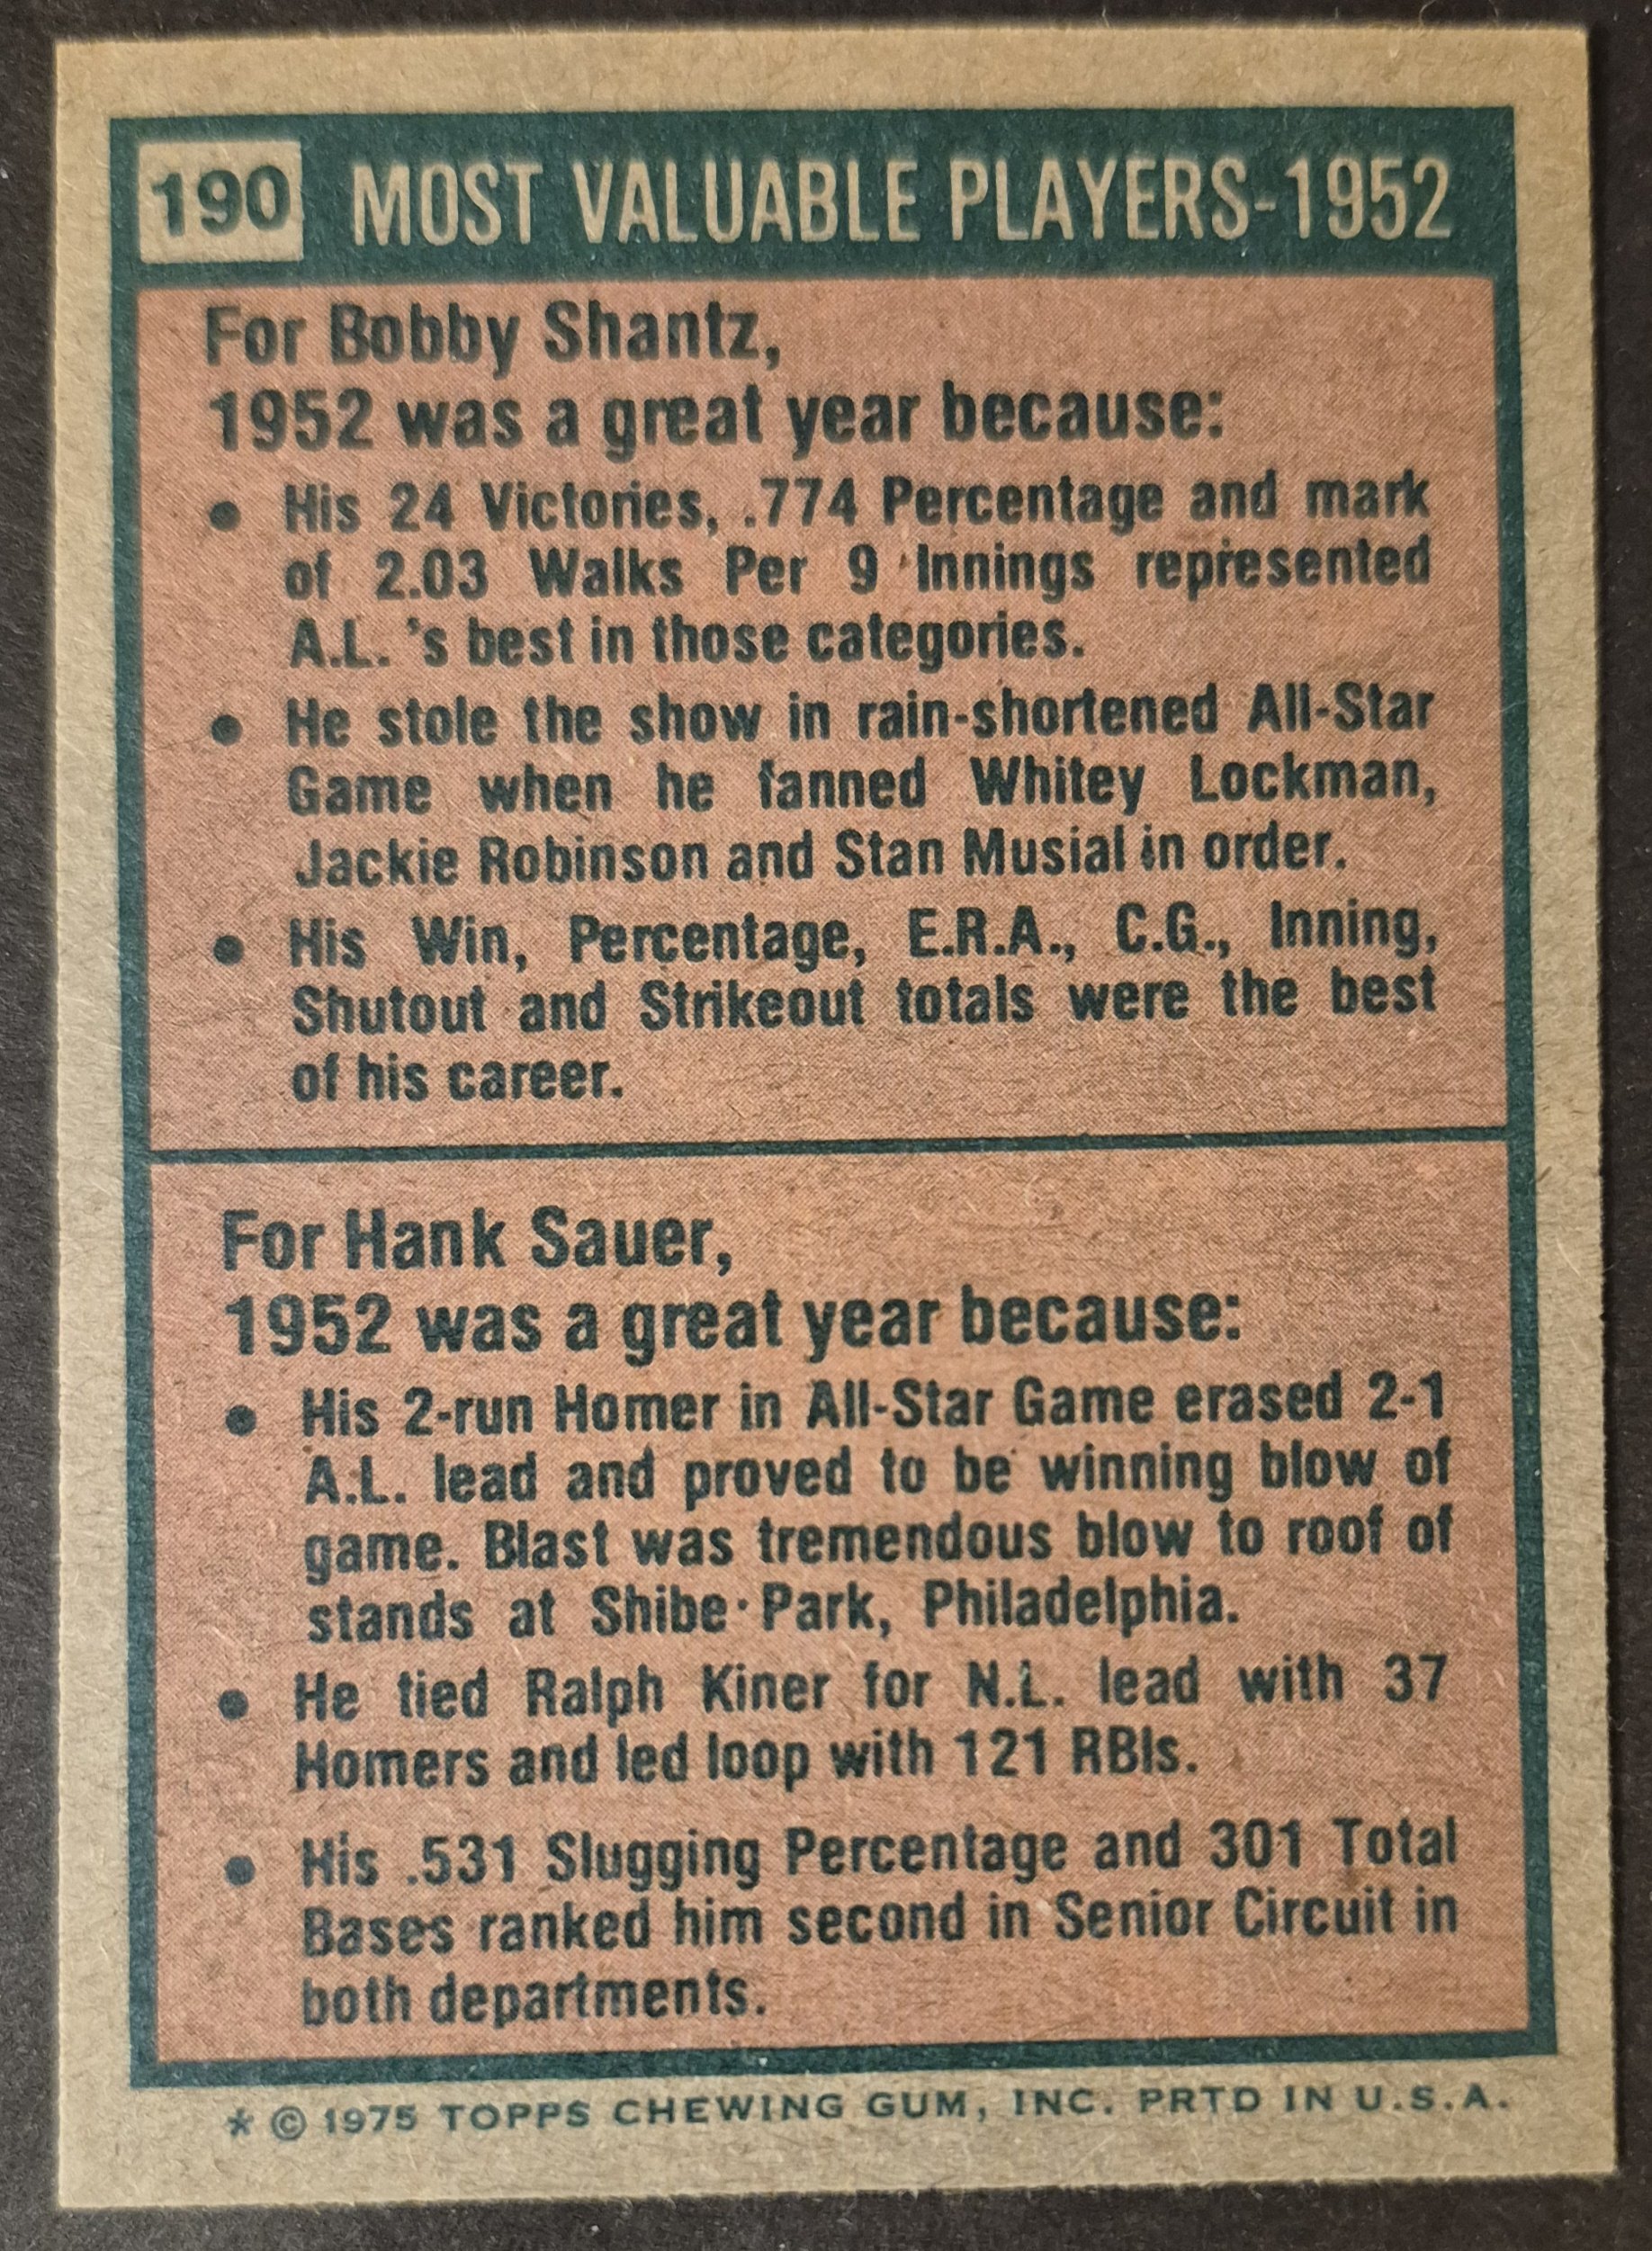 190 MOST VALUABLE PLAYERS-1952
For Bobby Shantz,
1952 was a great year because:
• His 24 Victories, .774 Percentage and mark
of 2.03 Walks Per 9 Innings represented
A.L. 's best in those categories.
• He stole the show in rain-shortened All-Star
Game when he fanned Whitey Lockman,
Jackie Robinson and Stan Musial in order.
• His Win, Percentage, E.R.A., C.G., Inning,
Shutout and Strikeout totals were the best
of his career.
For Hank Sauer,
1952 was a great year because:
• His 2-run Homer in All-Star Game erased 2-1
A.L. lead and proved to be winning blow of
game. Blast was tremendous blow to roof of
stands at Shibe Park, Philadelphia.
• He tied Ralph Kiner for N.L. lead with 37
Homers and led loop with 121 RBIs.
• His .531 Slugging Percentage and 301 Total
Bases ranked him second in Senior Circuit in
both departments.
* © 1975 TOPPS CHEWING GUM, INC. PRTD IN U.S.A.